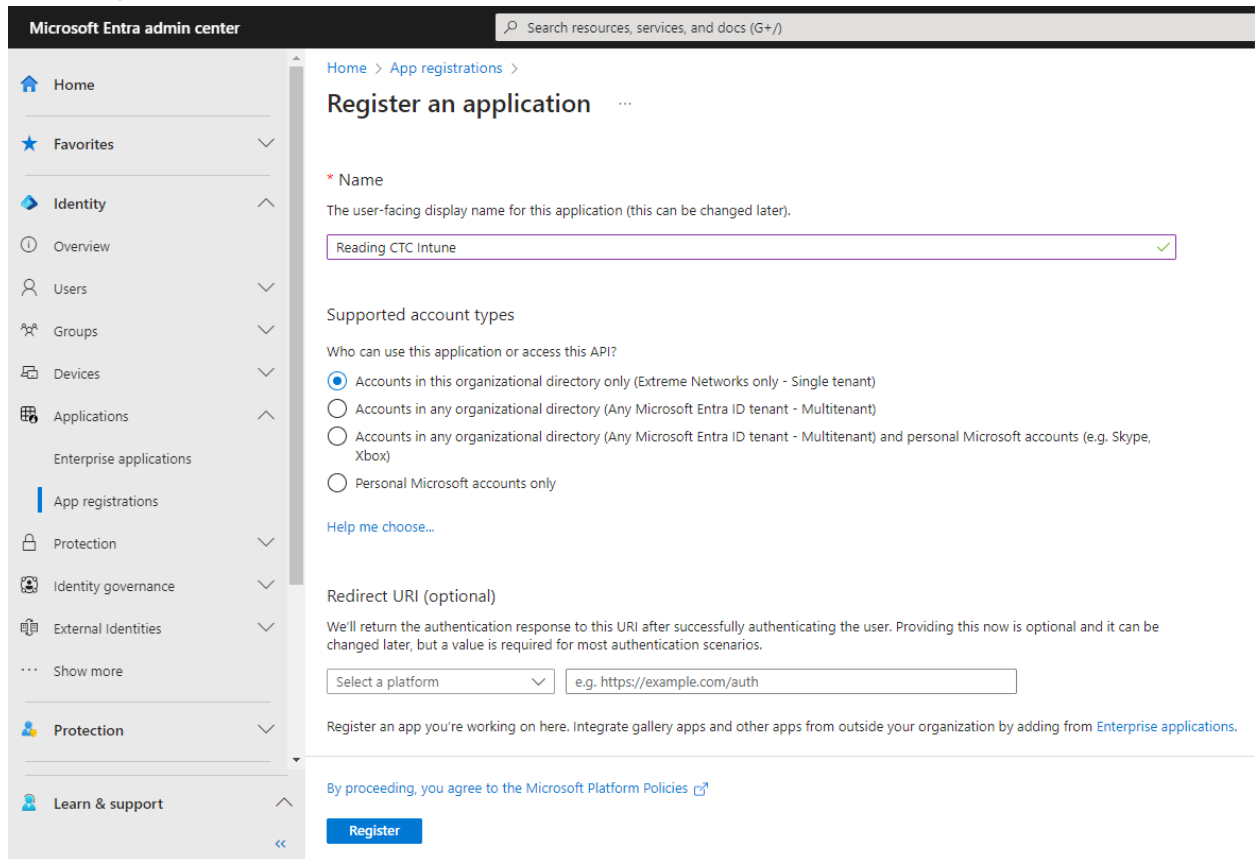 Microsoft Entra admin center
Search resources, services, and docs (G+/)
Home
Favorites
Identity
Overview
Users
Groups
Devices
Applications
Enterprise applications
App registrations
Protection
Identity governance
External Identities
Show more
Protection
Learn & support
Home > App registrations >
Register an application ...
* Name
The user-facing display name for this application (this can be changed later).
Reading CTC Intune
Supported account types
Who can use this application or access this API?
Accounts in this organizational directory only (Extreme Networks only - Single tenant)
Accounts in any organizational directory (Any Microsoft Entra ID tenant - Multitenant)
Accounts in any organizational directory (Any Microsoft Entra ID tenant - Multitenant) and personal Microsoft accounts (e.g. Skype,
Xbox)
Personal Microsoft accounts only
Help me choose...
Redirect URI (optional)
We'll return the authentication response to this URI after successfully authenticating the user. Providing this now is optional and it can be
changed later, but a value is required for most authentication scenarios.
Select a platform
e.g. https://example.com/auth
Register an app you're working on here. Integrate gallery apps and other apps from outside your organization by adding from Enterprise applications.
By proceeding, you agree to the Microsoft Platform Policies
Register